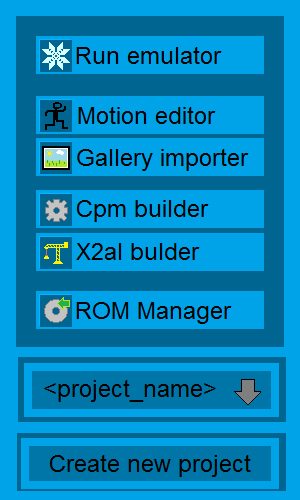 Run emulator
Motion editor
Gallery importer
Cpm builder
X2al bulder
ROM Manager
<project_name>
Create new project